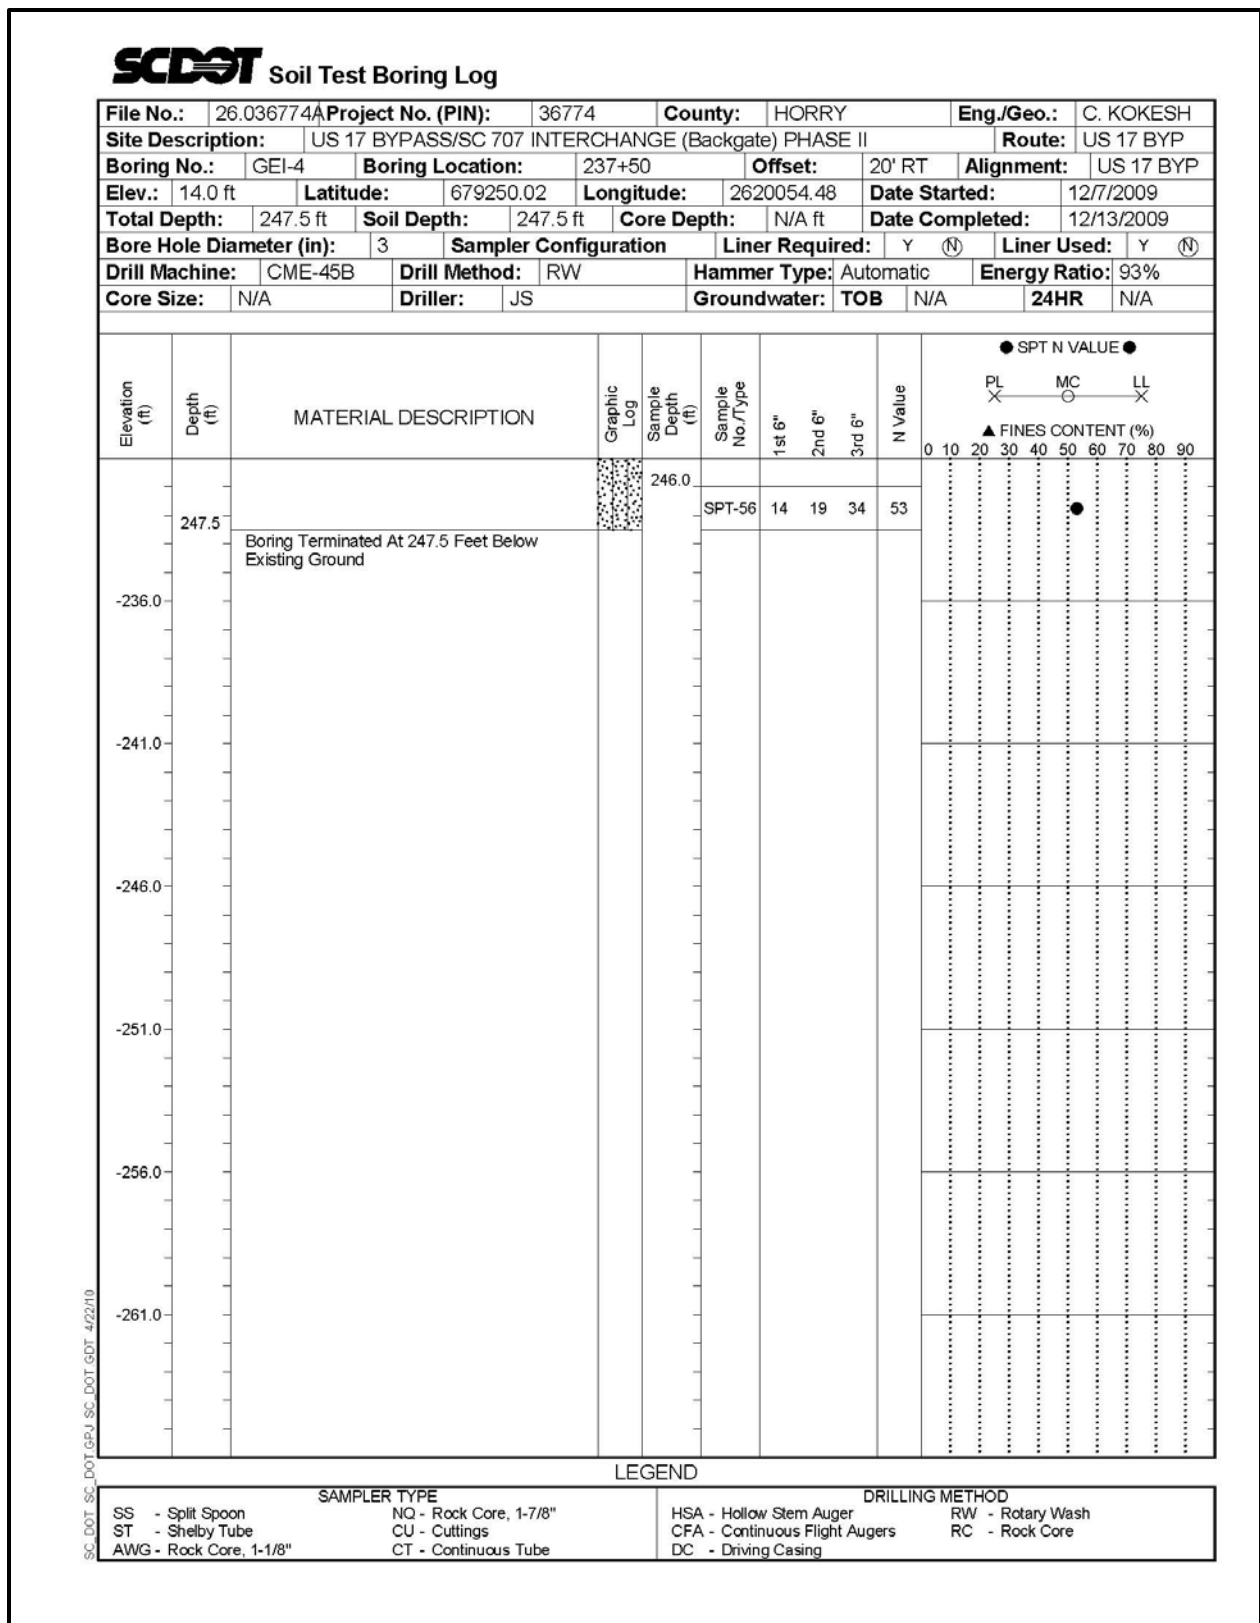 SCDOT Soil Test Boring Log
File No.: 26.036774A Project No. (PIN): 36774 County: HORRY Eng./Geo.: C. KOKESH
Site Description: US 17 BYPASS/SC 707 INTERCHANGE (Backgate) PHASE II Route: US 17 BYP
Boring No.: GEI-4 Boring Location: 237+50 Offset: 20' RT Alignment: US 17 BYP
Elev.: 14.0 ft Latitude: 679250.02 Longitude: 2620054.48 Date Started: 12/7/2009
Total Depth: 247.5 ft Soil Depth: 247.5 ft Core Depth: N/A ft Date Completed: 12/13/2009
Bore Hole Diameter (in): 3 Sampler Configuration Liner Required: Y N Liner Used: Y N
Drill Machine: CME-45B Drill Method: RW Hammer Type: Automatic Energy Ratio: 93%
Core Size: N/A Driller: JS Groundwater: TOB N/A 24HR N/A
Elevation (ft)
Depth (ft)
MATERIAL DESCRIPTION
Graphic Log
Sample Depth (ft)
Sample No./Type
1st 6"
2nd 6"
3rd 6"
N Value
● SPT N VALUE ●
PL MC LL
▲ FINES CONTENT (%)
0 10 20 30 40 50 60 70 80 90
246.0
SPT-56 14 19 34 53
247.5
Boring Terminated At 247.5 Feet Below
Existing Ground
-236.0
-241.0
-246.0
-251.0
-256.0
-261.0
SC_DOT SC_DOT.GPJ SC_DOT.GDT 4/22/10
LEGEND
SAMPLER TYPE DRILLING METHOD
SS - Split Spoon NQ - Rock Core, 1-7/8" HSA - Hollow Stem Auger RW - Rotary Wash
ST - Shelby Tube CU - Cuttings CFA - Continuous Flight Augers RC - Rock Core
AWG - Rock Core, 1-1/8" CT - Continuous Tube DC - Driving Casing